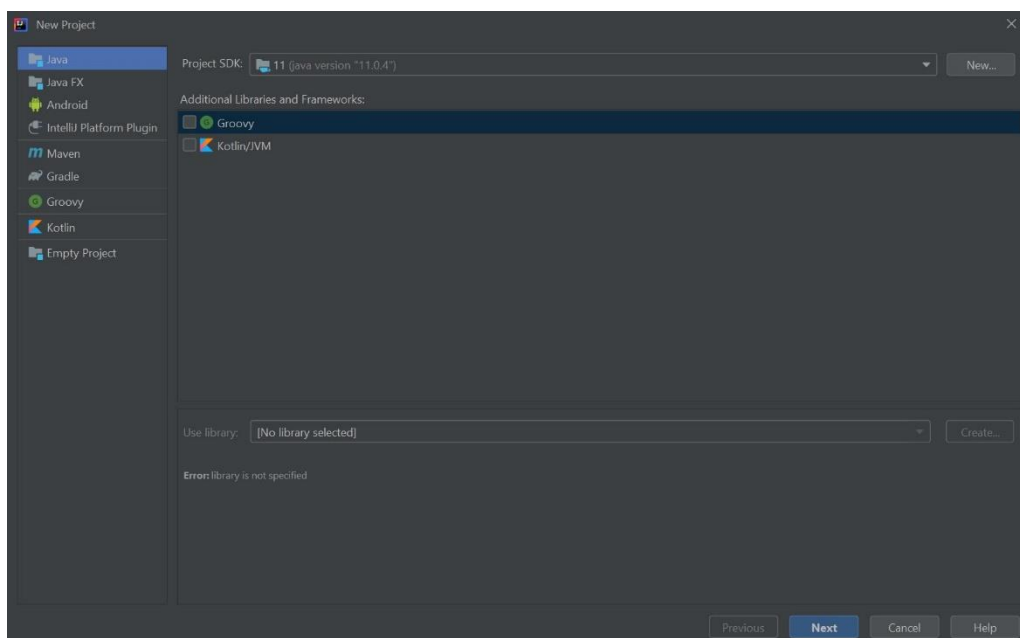 New Project
Java
Java FX
Android
IntelliJ Platform Plugin
Maven
Gradle
Groovy
Kotlin
Empty Project
Project SDK: 11 (java version "11.0.4") New...
Additional Libraries and Frameworks:
Groovy
Kotlin/JVM
Use library: [No library selected] Create...
Error: library is not specified
Previous Next Cancel Help